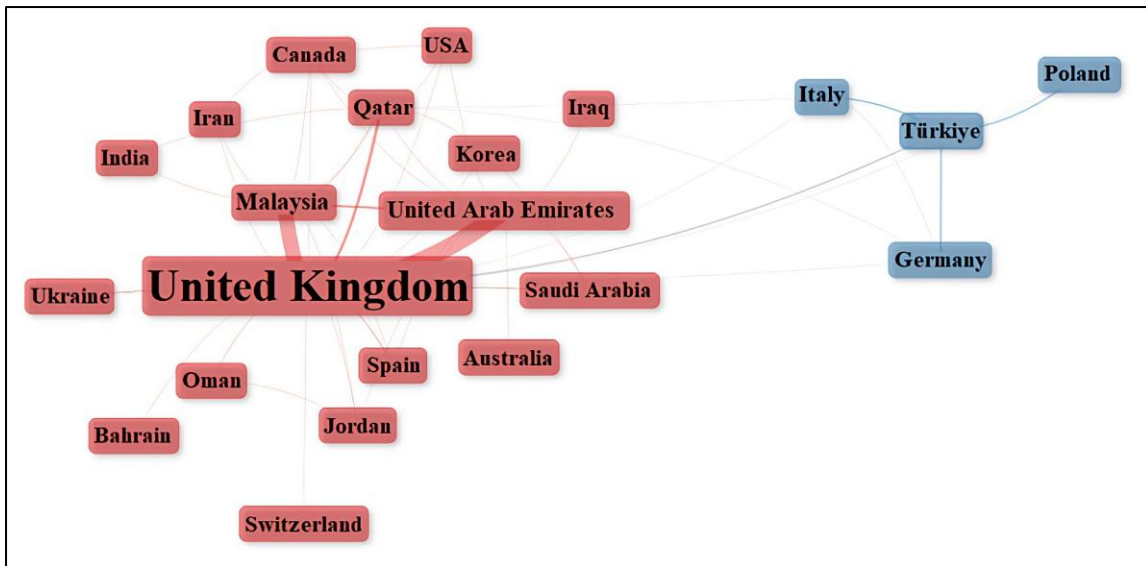 USA
Canada
Poland
Italy
Qatar
Iraq
Iran
Türkiye
Korea
India
Malaysia
United Arab Emirates
Germany
United Kingdom
Saudi Arabia
Ukraine
Australia
Spain
Oman
Jordan
Bahrain
Switzerland